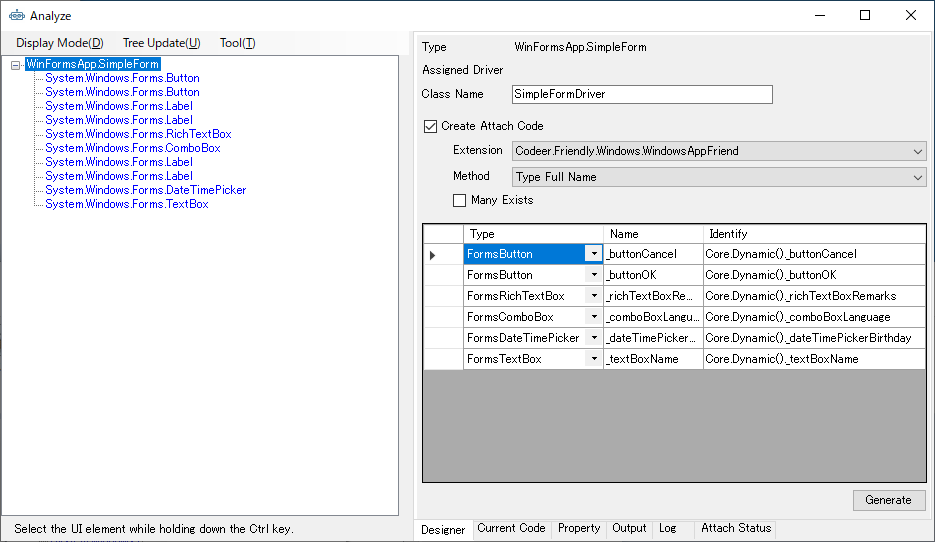 Analyze
Display Mode(D) Tree Update(U) Tool(T)
WinFormsApp.SimpleForm
System.Windows.Forms.Button
System.Windows.Forms.Button
System.Windows.Forms.Label
System.Windows.Forms.Label
System.Windows.Forms.RichTextBox
System.Windows.Forms.ComboBox
System.Windows.Forms.Label
System.Windows.Forms.Label
System.Windows.Forms.DateTimePicker
System.Windows.Forms.TextBox
Select the UI element while holding down the Ctrl key.
Type WinFormsApp.SimpleForm
Assigned Driver
Class Name SimpleFormDriver
Create Attach Code
Extension Codeer.Friendly.Windows.WindowsAppFriend
Method Type Full Name
Many Exists
Type Name Identify
FormsButton _buttonCancel Core.Dynamic()._buttonCancel
FormsButton _buttonOK Core.Dynamic()._buttonOK
FormsRichTextBox _richTextBoxRe... Core.Dynamic()._richTextBoxRemarks
FormsComboBox _comboBoxLangu... Core.Dynamic()._comboBoxLanguage
FormsDateTimePicker _dateTimePicker... Core.Dynamic()._dateTimePickerBirthday
FormsTextBox _textBoxName Core.Dynamic()._textBoxName
Generate
Designer Current Code Property Output Log Attach Status